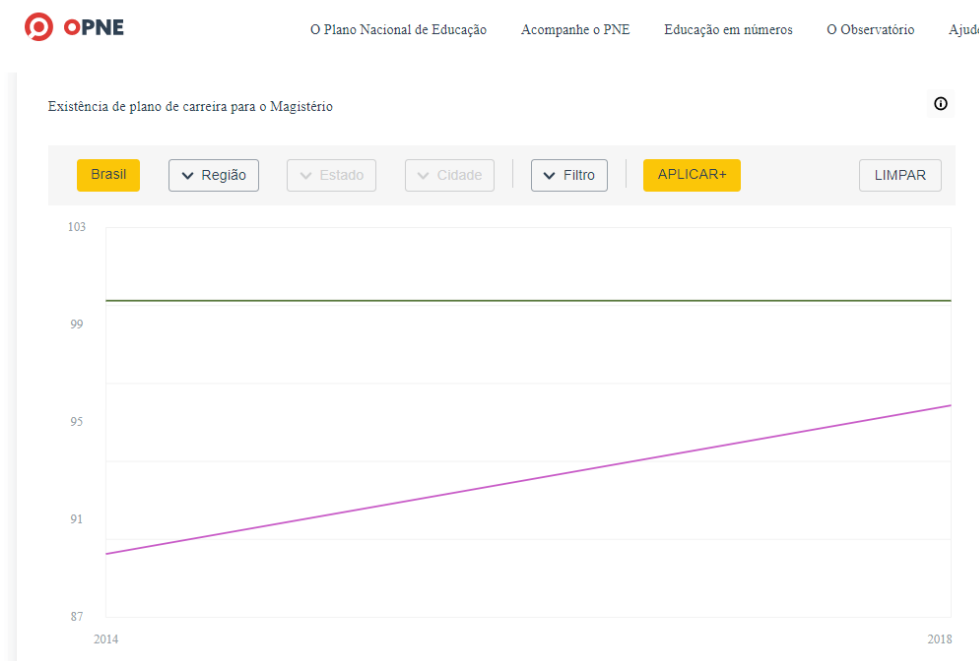 OPNE
O Plano Nacional de Educação Acompanhe o PNE Educação em números O Observatório Ajud
Existência de plano de carreira para o Magistério
Brasil Região Estado Cidade Filtro APLICAR+ LIMPAR
103
99
95
91
87
2014 2018